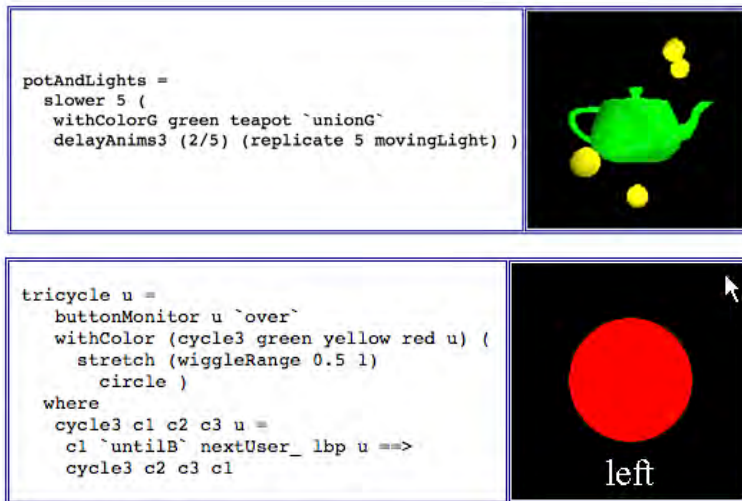 potAndLights =
slower 5 (
withColorG green teapot `unionG`
delayAnims3 (2/5) (replicate 5 movingLight) )
tricycle u =
buttonMonitor u `over`
withColor (cycle3 green yellow red u) (
stretch (wiggleRange 0.5 1)
circle )
where
cycle3 c1 c2 c3 u =
c1 `untilB` nextUser_ lbp u ==>
cycle3 c2 c3 c1
left